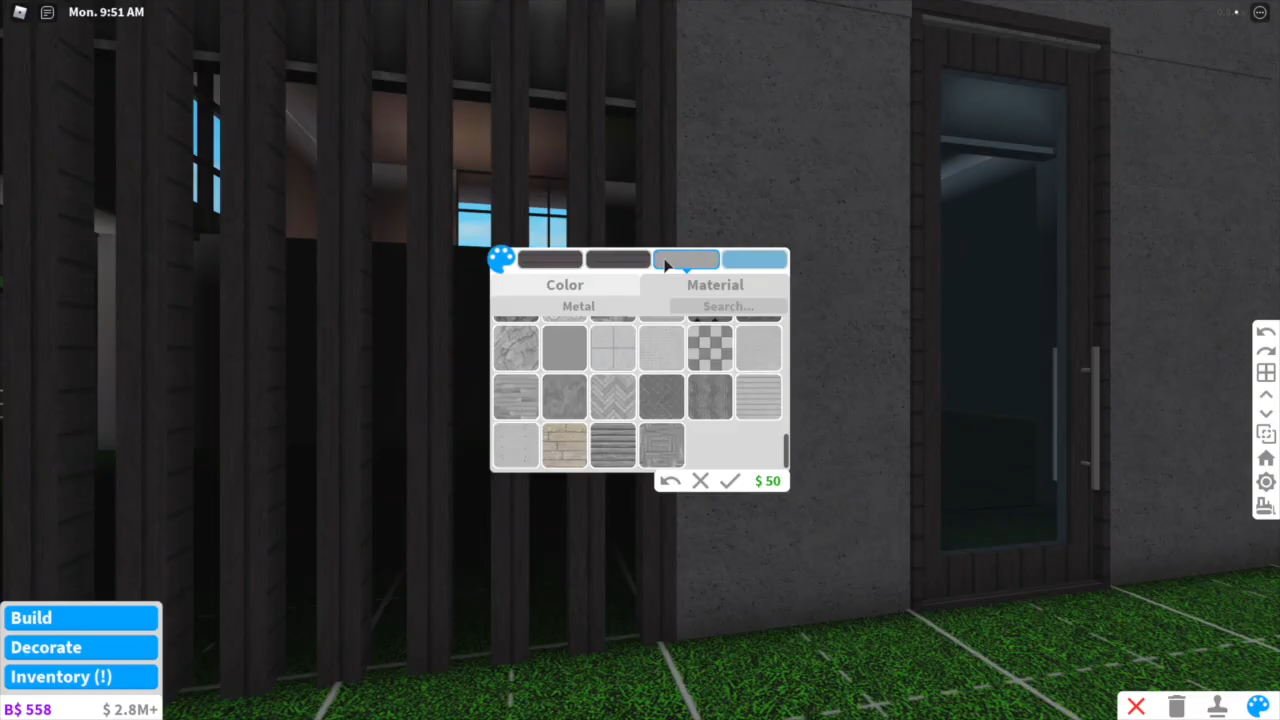 Mon. 9:51 AM
Color
Material
Metal
Search...
$ 50
Build
Decorate
Inventory (!)
B$ 558
$ 2.8M+